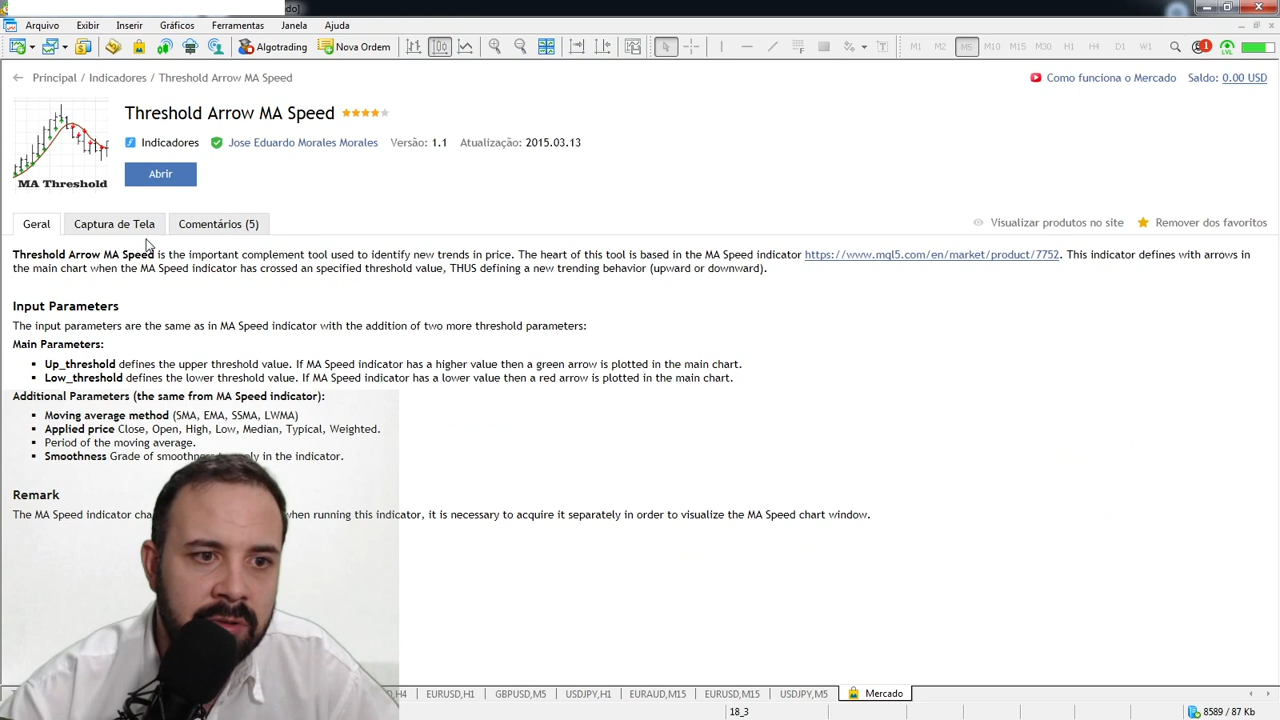 ado]
Arquivo Exibir Inserir Gráficos Ferramentas Janela Ajuda
Algotrading Nova Ordem M1 M2 M5 M10 M15 M30 H1 H4 D1 W1 1 LVL
Principal / Indicadores / Threshold Arrow MA Speed Como funciona o Mercado Saldo: 0.00 USD
Threshold Arrow MA Speed
Indicadores Jose Eduardo Morales Morales Versão: 1.1 Atualização: 2015.03.13
Abrir
MA Threshold
Geral Captura de Tela Comentários (5) Visualizar produtos no site Remover dos favoritos
Threshold Arrow MA Speed is the important complement tool used to identify new trends in price. The heart of this tool is based in the MA Speed indicator https://www.mql5.com/en/market/product/7752. This indicator defines with arrows in
the main chart when the MA Speed indicator has crossed an specified threshold value, THUS defining a new trending behavior (upward or downward).
Input Parameters
The input parameters are the same as in MA Speed indicator with the addition of two more threshold parameters:
Main Parameters:
Up_threshold defines the upper threshold value. If MA Speed indicator has a higher value then a green arrow is plotted in the main chart.
Low_threshold defines the lower threshold value. If MA Speed indicator has a lower value then a red arrow is plotted in the main chart.
Additional Parameters (the same from MA Speed indicator):
Moving average method (SMA, EMA, SSMA, LWMA)
Applied price Close, Open, High, Low, Median, Typical, Weighted.
Period of the moving average.
Smoothness Grade of smoothness in the indicator.
Remark
The MA Speed indicator when running this indicator, it is necessary to acquire it separately in order to visualize the MA Speed chart window.
H4 EURUSD,H1 GBPUSD,M5 USDJPY,H1 EURAUD,M15 EURUSD,M15 USDJPY,M5 Mercado
18_3 8589 / 87 Kb